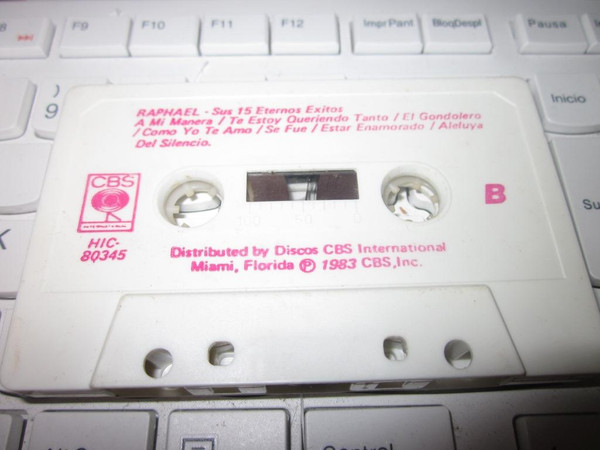 F9
F10
F11
F12
ImprPant
BloqDespl
Pausa
)
9
Inicio
RAPHAEL - Sus 15 Eternos Exitos
A Mi Manera / Te Estoy Queriendo Tanto / El Gondolero
/ Como Yo Te Amo / Se Fue / Estar Enamorado / Aleluya
Del Silencio.
CBS
B
HIC-
80345
Distributed by Discos CBS International
Miami, Florida Ⓟ 1983 CBS, Inc.
K
Control